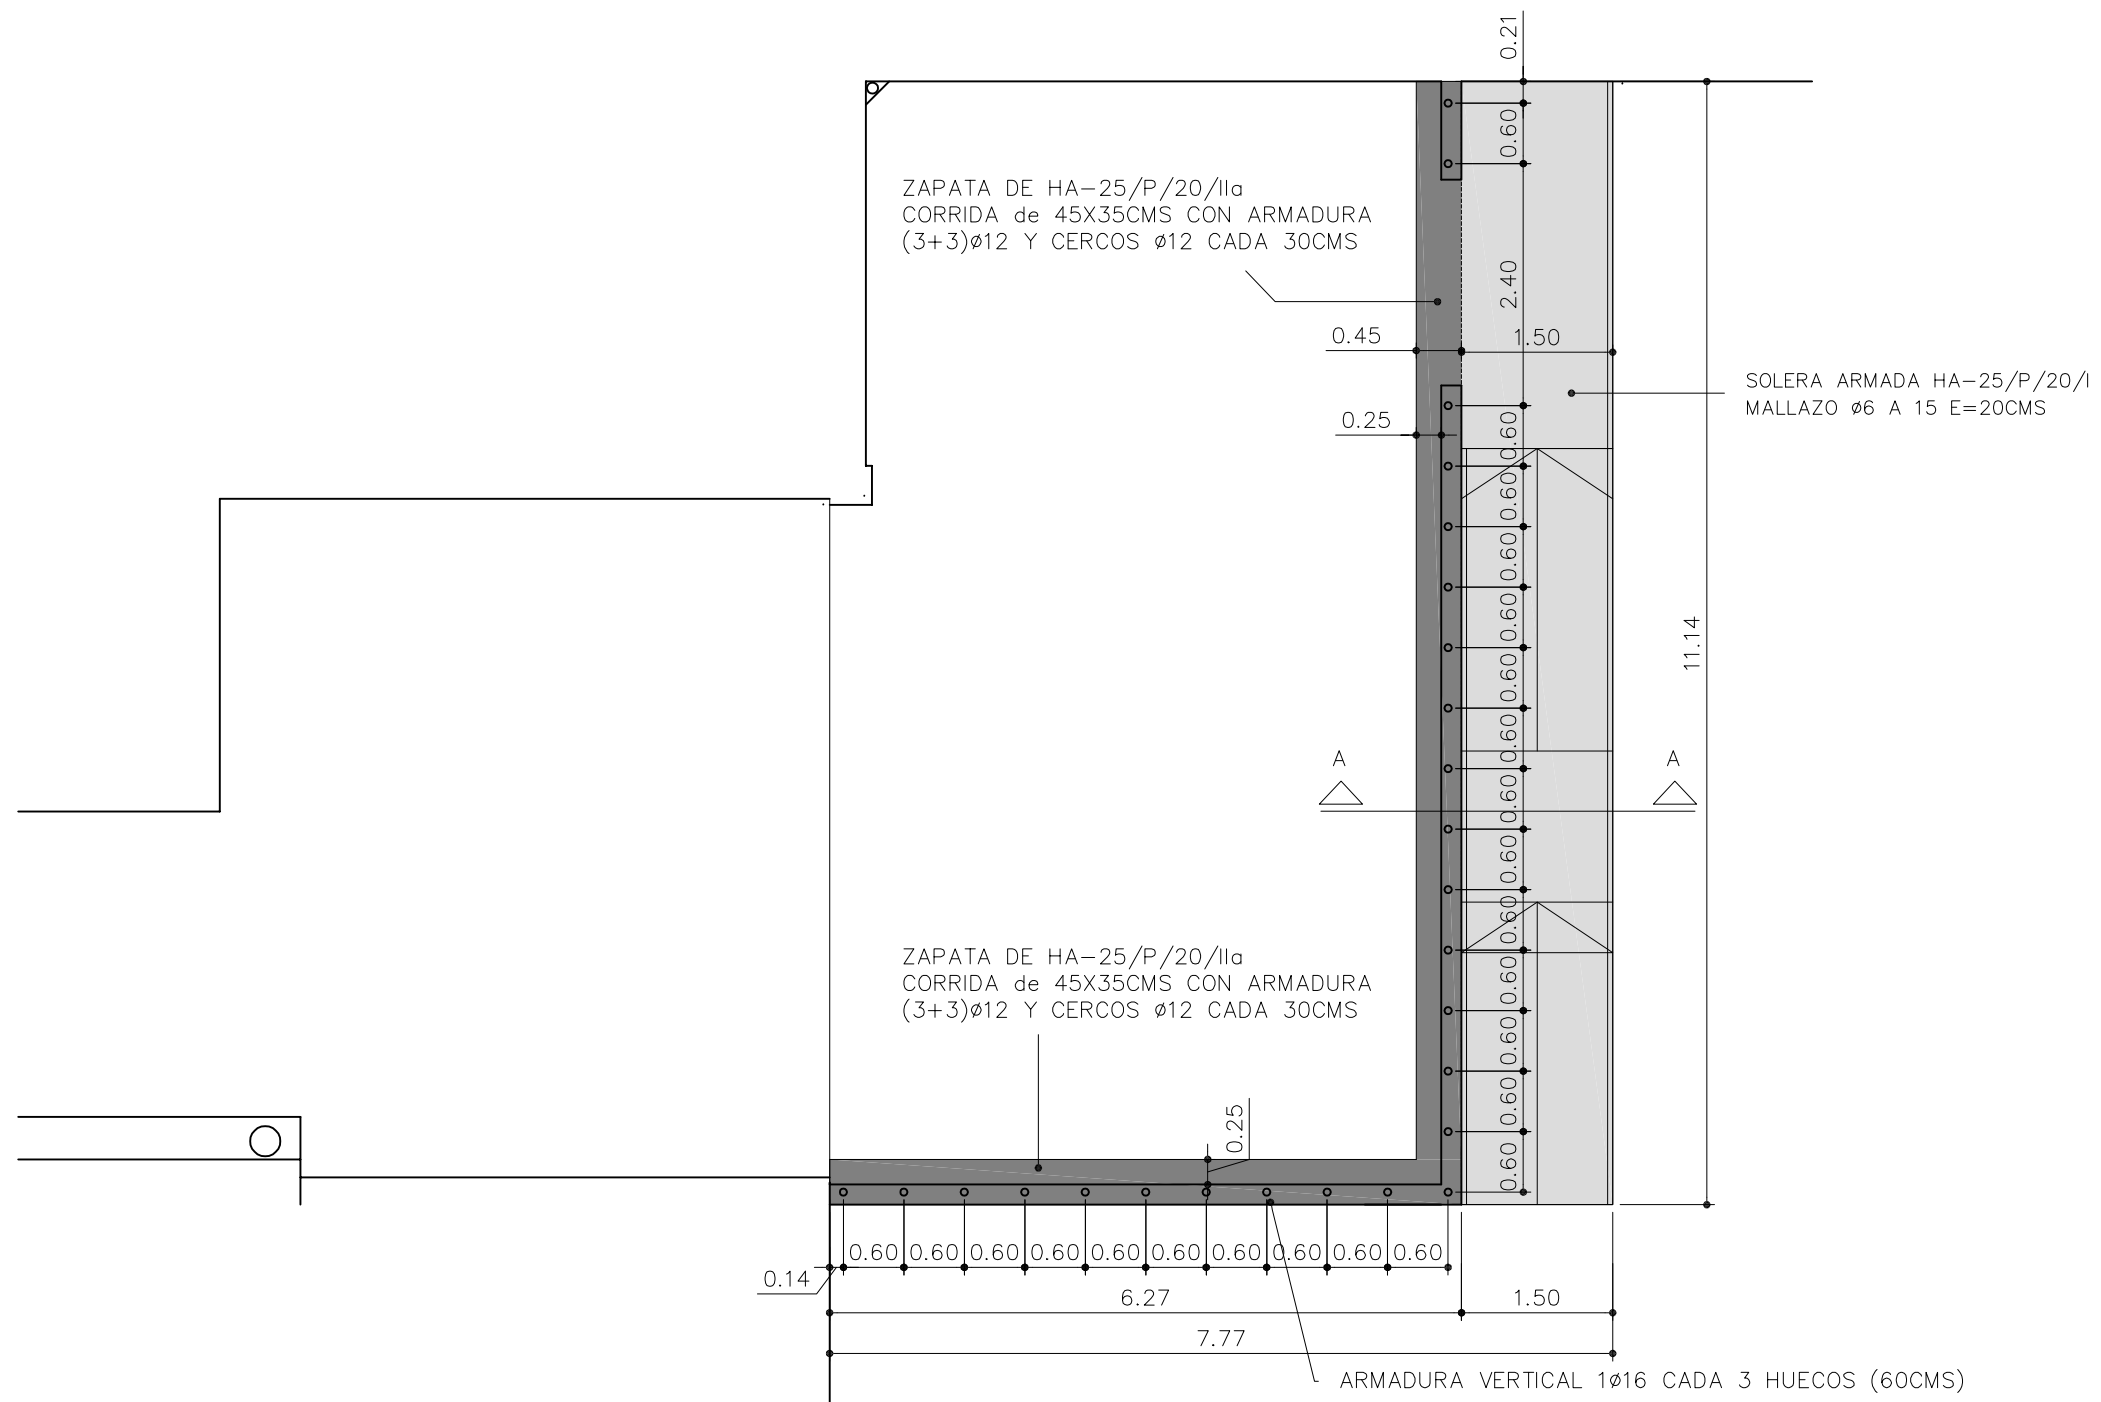 0.21
0.60
ZAPATA DE HA-25/P/20/IIa
CORRIDA de 45X35CMS CON ARMADURA
(3+3)ø12 Y CERCOS ø12 CADA 30CMS
2.40
0.45
1.50
SOLERA ARMADA HA-25/P/20/I
MALLAZO ø6 A 15 E=20CMS
0.25
0.60
0.60
0.60
0.60
0.60
11.14
0.60
A
A
0.60
0.60
0.60
0.60
ZAPATA DE HA-25/P/20/IIa
CORRIDA de 45X35CMS CON ARMADURA
(3+3)ø12 Y CERCOS ø12 CADA 30CMS
0.60
0.60
0.25
0.60
0.60 0.60 0.60 0.60 0.60 0.60 0.60 0.60 0.60 0.60
0.14
6.27
1.50
7.77
ARMADURA VERTICAL 1ø16 CADA 3 HUECOS (60CMS)